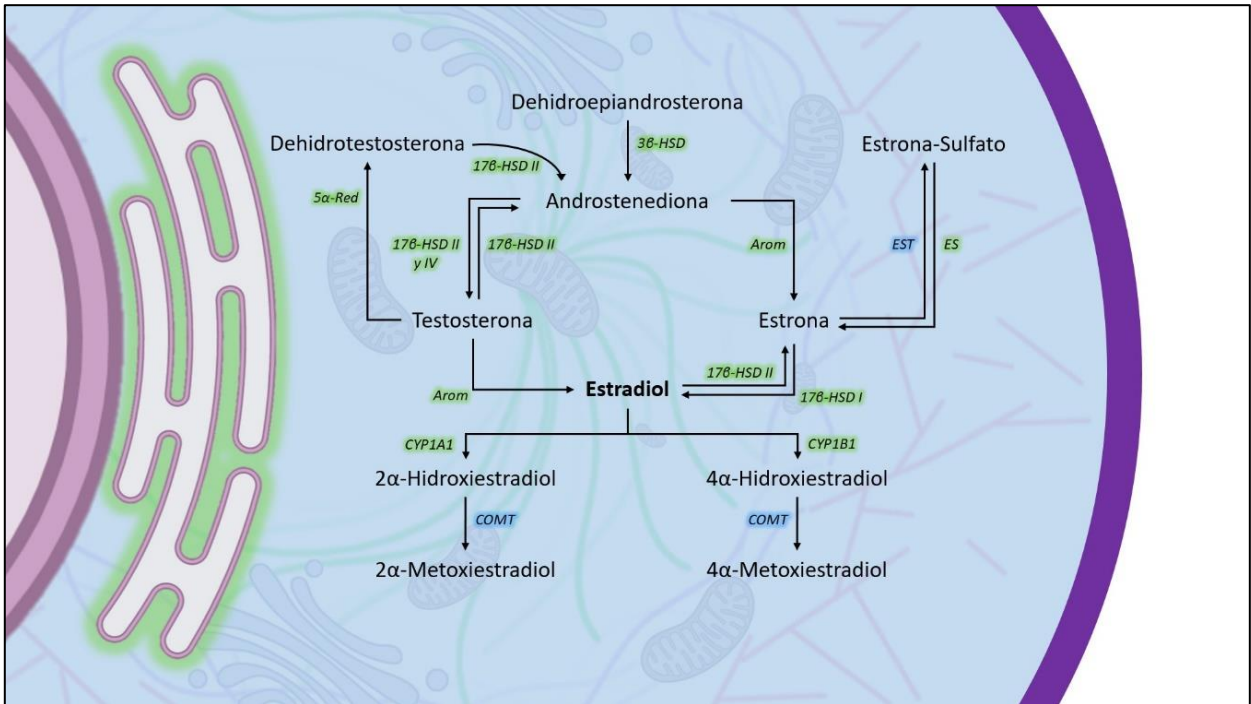 Dehidroepiandrosterona
Dehidrotestosterona
17β-HSD II
3β-HSD
Estrona-Sulfato
5α-Red
Androstenediona
17β-HSD II
y IV
17β-HSD II
Arom
EST
ES
Testosterona
Estrona
Arom
Estradiol
17β-HSD II
17β-HSD I
CYP1A1
CYP1B1
2α-Hidroxiestradiol
4α-Hidroxiestradiol
COMT
COMT
2α-Metoxiestradiol
4α-Metoxiestradiol